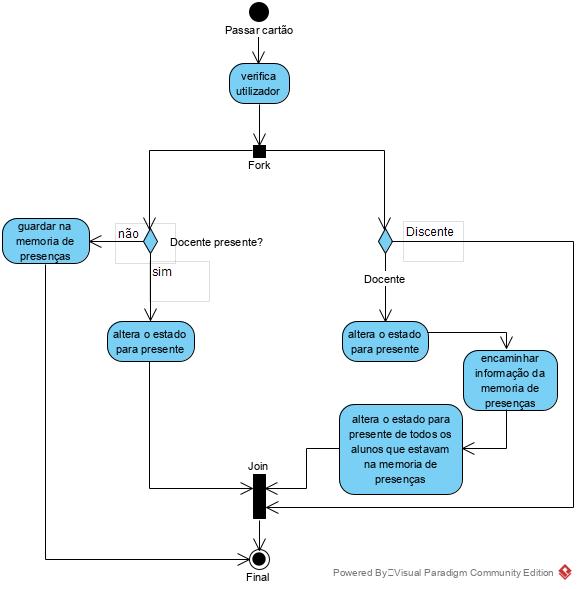 Passar cartão
verifica
utilizador
Fork
não
Docente presente?
Discente
guardar na
memoria de
presenças
sim
Docente
altera o estado
para presente
altera o estado
para presente
encaminhar
informação da
memoria de
presenças
altera o estado para
presente de todos os
alunos que estavam
na memoria de
presenças
Join
Final
Powered By Visual Paradigm Community Edition